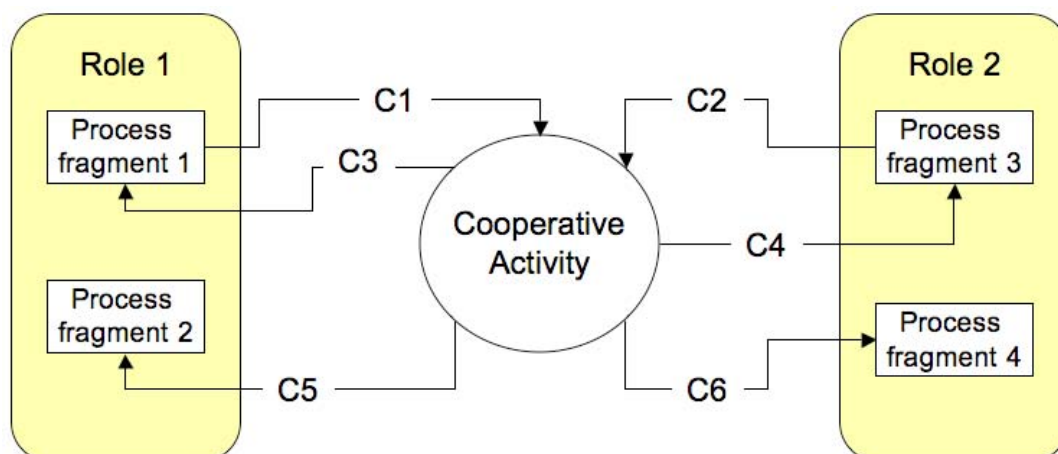 Role 1
Process
fragment 1
Process
fragment 2
C1
C3
C5
Cooperative
Activity
C2
C4
C6
Role 2
Process
fragment 3
Process
fragment 4